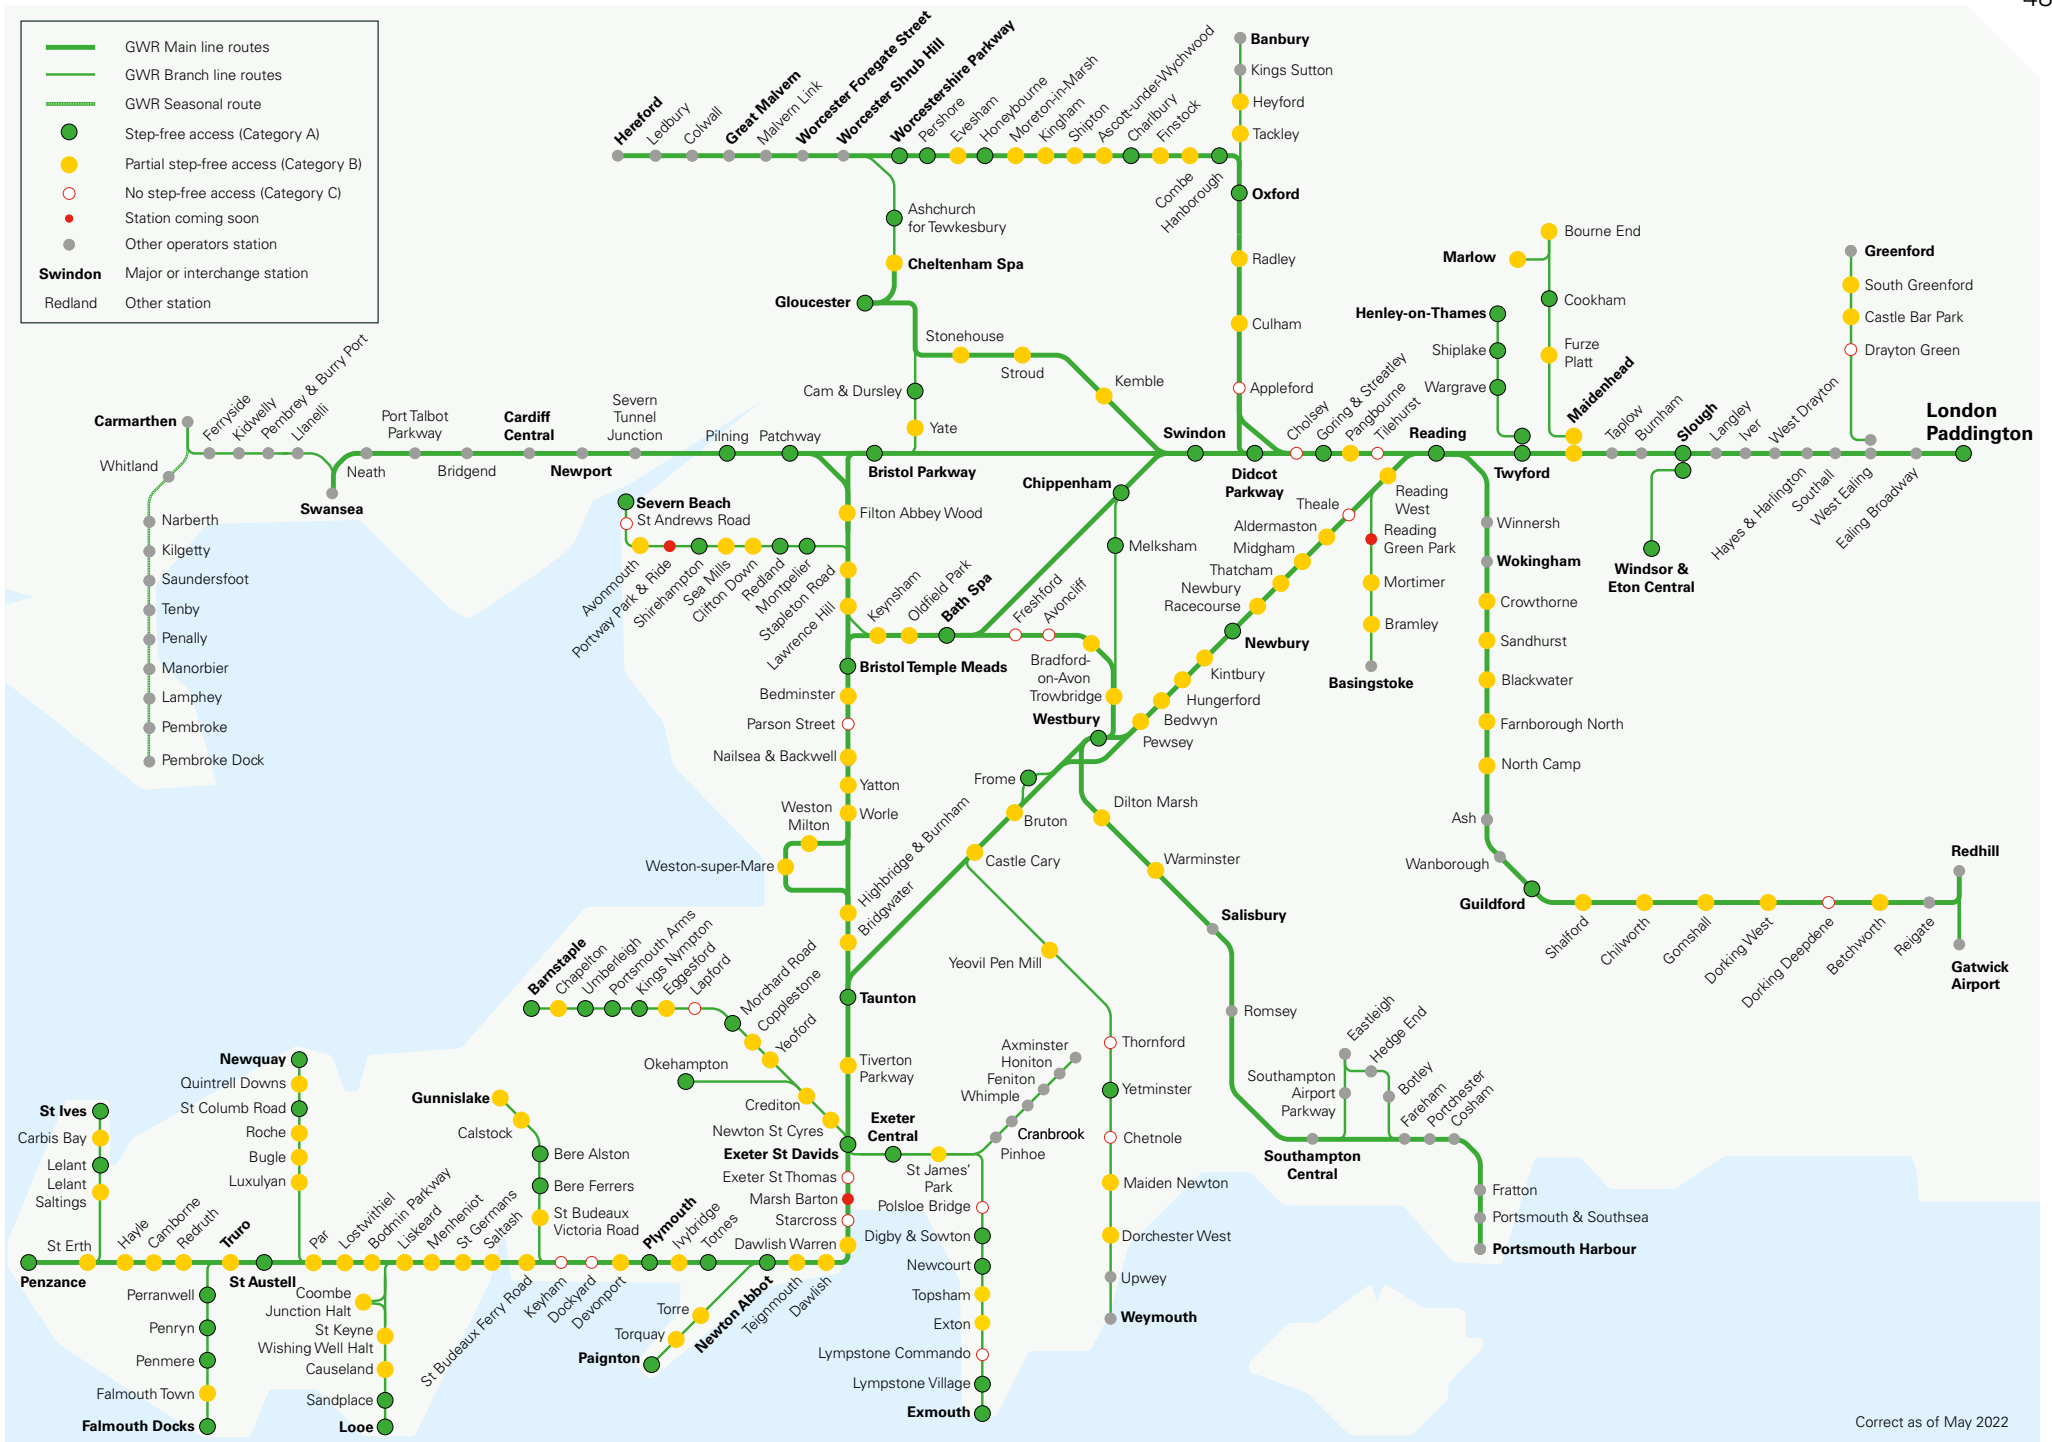 GWR Main line routes
GWR Branch line routes
GWR Seasonal route
Step-free access (Category A)
Partial step-free access (Category B)
No step-free access (Category C)
Station coming soon
Other operators station
Swindon
Major or interchange station
Redland
Other station
Hereford
Ledbury
Colwall
Great Malvern
Malvern Link
Worcester Foregate Street
Worcester Shrub Hill
Worcestershire Parkway
Pershore
Evesham
Honeybourne
Moreton-in-Marsh
Kingham
Shipton
Ascott-under-Wychwood
Charlbury
Finstock
Combe
Hanborough
Banbury
Kings Sutton
Heyford
Tackley
Oxford
Radley
Culham
Appleford
Ashchurch
for Tewkesbury
Cheltenham Spa
Gloucester
Stonehouse
Stroud
Kemble
Cam & Dursley
Yate
Bourne End
Marlow
Cookham
Furze
Platt
Maidenhead
Henley-on-Thames
Shiplake
Wargrave
Twyford
Greenford
South Greenford
Castle Bar Park
Drayton Green
Carmarthen
Ferryside
Kidwelly
Pembrey & Burry Port
Llanelli
Whitland
Swansea
Neath
Port Talbot
Parkway
Bridgend
Cardiff
Central
Newport
Severn
Tunnel
Junction
Pilning
Patchway
Bristol Parkway
Swindon
Didcot
Parkway
Cholsey
Goring & Streatley
Pangbourne
Tilehurst
Reading
Taplow
Burnham
Slough
Langley
Iver
West Drayton
Hayes & Harlington
Southall
West Ealing
Ealing Broadway
London
Paddington
Windsor &
Eton Central
Narberth
Kilgetty
Saundersfoot
Tenby
Penally
Manorbier
Lamphey
Pembroke
Pembroke Dock
Severn Beach
St Andrews Road
Avonmouth
Portway Park & Ride
Shirehampton
Sea Mills
Clifton Down
Redland
Montpelier
Stapleton Road
Lawrence Hill
Filton Abbey Wood
Keynsham
Oldfield Park
Bath Spa
Freshford
Avoncliff
Bradford-
on-Avon
Trowbridge
Westbury
Chippenham
Melksham
Bristol Temple Meads
Bedminster
Parson Street
Nailsea & Backwell
Yatton
Worle
Weston
Milton
Weston-super-Mare
Highbridge & Burnham
Bridgwater
Taunton
Reading
West
Reading
Green Park
Mortimer
Bramley
Basingstoke
Theale
Aldermaston
Midgham
Thatcham
Newbury
Racecourse
Newbury
Kintbury
Hungerford
Bedwyn
Pewsey
Frome
Bruton
Castle Cary
Dilton Marsh
Warminster
Salisbury
Romsey
Winnersh
Wokingham
Crowthorne
Sandhurst
Blackwater
Farnborough North
North Camp
Ash
Wanborough
Guildford
Shalford
Chilworth
Gomshall
Dorking West
Dorking Deepdene
Betchworth
Reigate
Redhill
Gatwick
Airport
Yeovil Pen Mill
Thornford
Yetminster
Chetnole
Maiden Newton
Dorchester West
Upwey
Weymouth
Eastleigh
Hedge End
Botley
Southampton
Airport
Parkway
Southampton
Central
Fareham
Portchester
Cosham
Fratton
Portsmouth & Southsea
Portsmouth Harbour
Barnstaple
Chapelton
Umberleigh
Portsmouth Arms
Kings Nympton
Eggesford
Lapford
Morchard Road
Copplestone
Yeoford
Okehampton
Crediton
Newton St Cyres
Tiverton
Parkway
Exeter St Davids
Exeter
Central
St James'
Park
Axminster
Honiton
Feniton
Whimple
Cranbrook
Pinhoe
Exeter St Thomas
Marsh Barton
Starcross
Dawlish Warren
Polsloe Bridge
Digby & Sowton
Newcourt
Topsham
Exton
Lympstone Commando
Lympstone Village
Exmouth
Newquay
Quintrell Downs
St Columb Road
Roche
Bugle
Luxulyan
St Ives
Carbis Bay
Lelant
Lelant
Saltings
St Erth
Penzance
Hayle
Camborne
Redruth
Truro
St Austell
Par
Lostwithiel
Bodmin Parkway
Liskeard
Menheniot
St Germans
Saltash
St Budeaux Ferry Road
Keyham
Dockyard
Devonport
Plymouth
Ivybridge
Totnes
Newton Abbot
Teignmouth
Dawlish
Gunnislake
Calstock
Bere Alston
Bere Ferrers
St Budeaux
Victoria Road
Torre
Torquay
Paignton
Perranwell
Penryn
Penmere
Falmouth Town
Falmouth Docks
Coombe
Junction Halt
St Keyne
Wishing Well Halt
Causeland
Sandplace
Looe
Correct as of May 2022